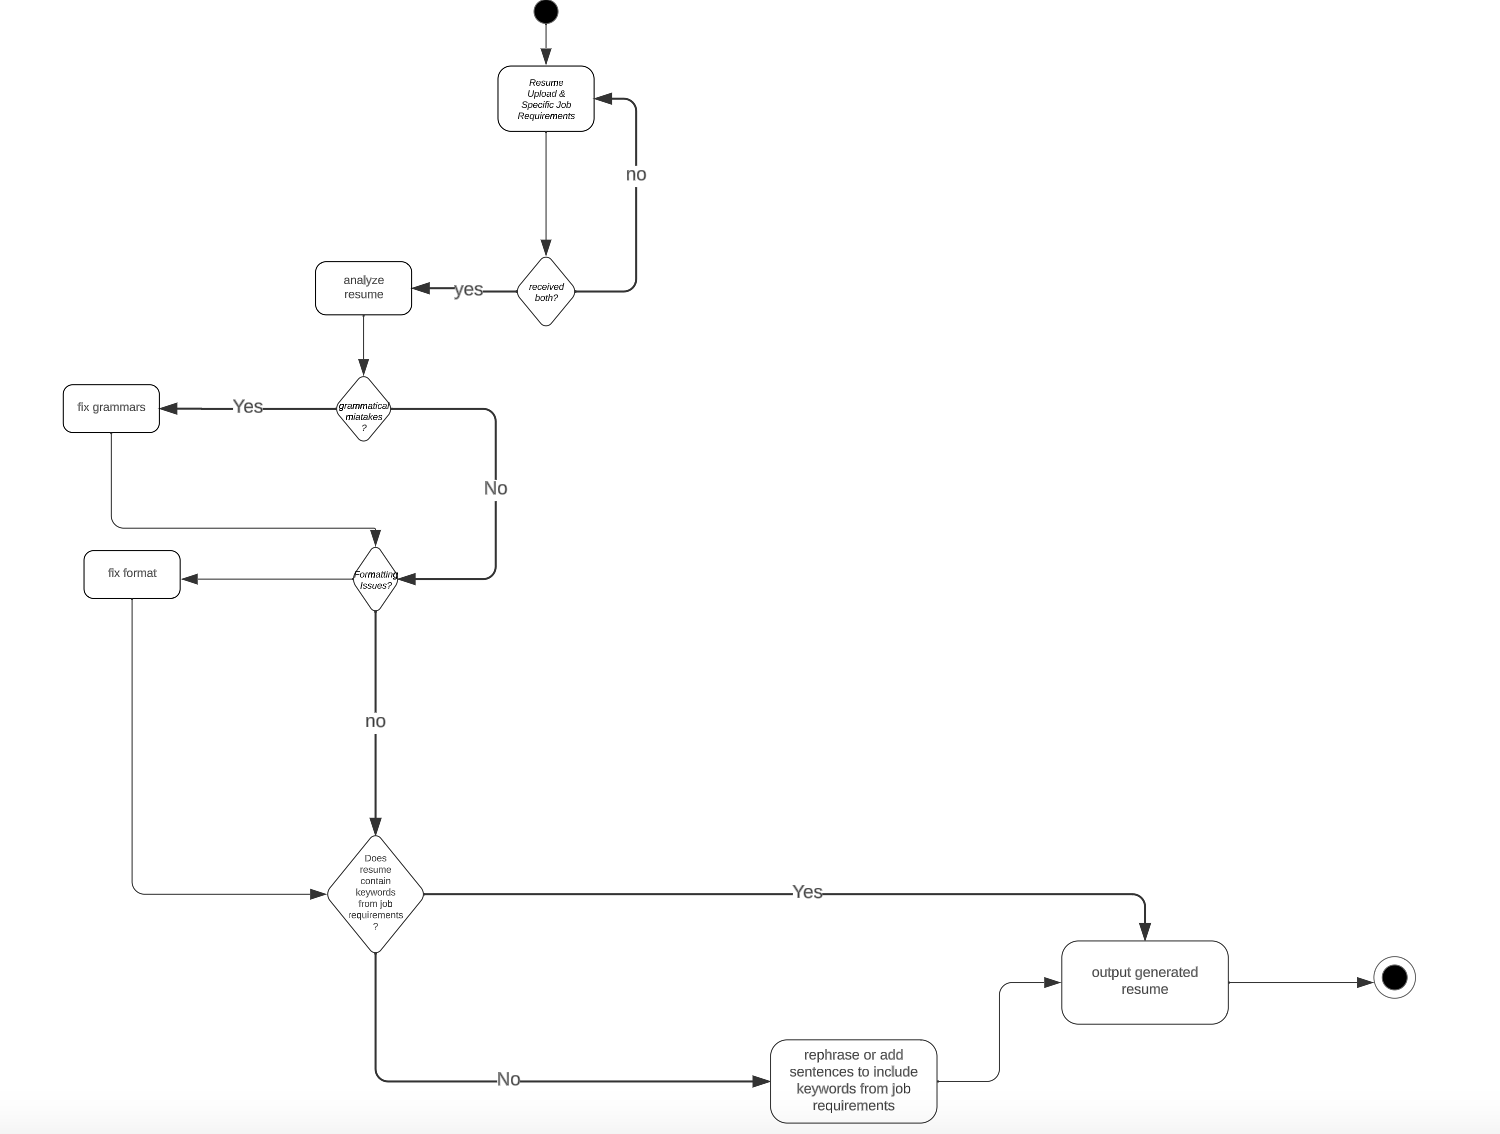 Resume
Upload &
Specific Job
Requirements
no
received
both?
yes
analyze
resume
grammatical
miatakes
?
Yes
fix grammars
No
Formatting
Issues?
fix format
no
Does
resume
contain
keywords
from job
requirements
?
Yes
output generated
resume
No
rephrase or add
sentences to include
keywords from job
requirements